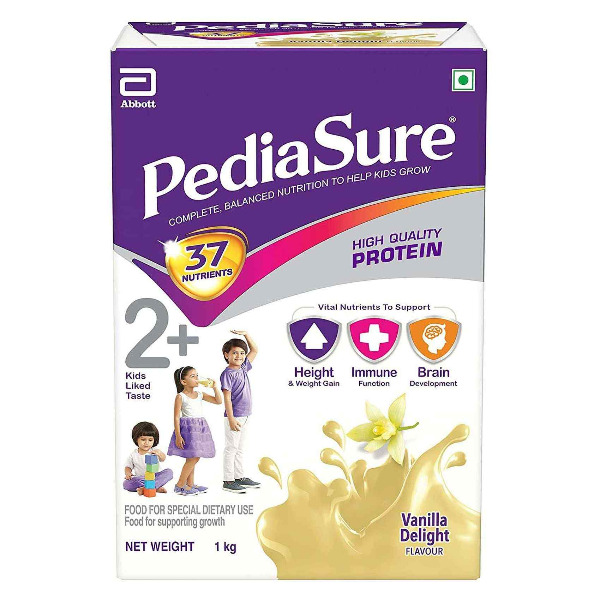 Abbott
PediaSure®
COMPLETE, BALANCED NUTRITION TO HELP KIDS GROW
37
NUTRIENTS
HIGH QUALITY
PROTEIN
2+
Kids
Liked
Taste
Vital Nutrients To Support
Height
& Weight Gain
Immune
Function
Brain
Development
FOOD FOR SPECIAL DIETARY USE
Food for supporting growth
NET WEIGHT 1 kg
Vanilla
Delight
FLAVOUR